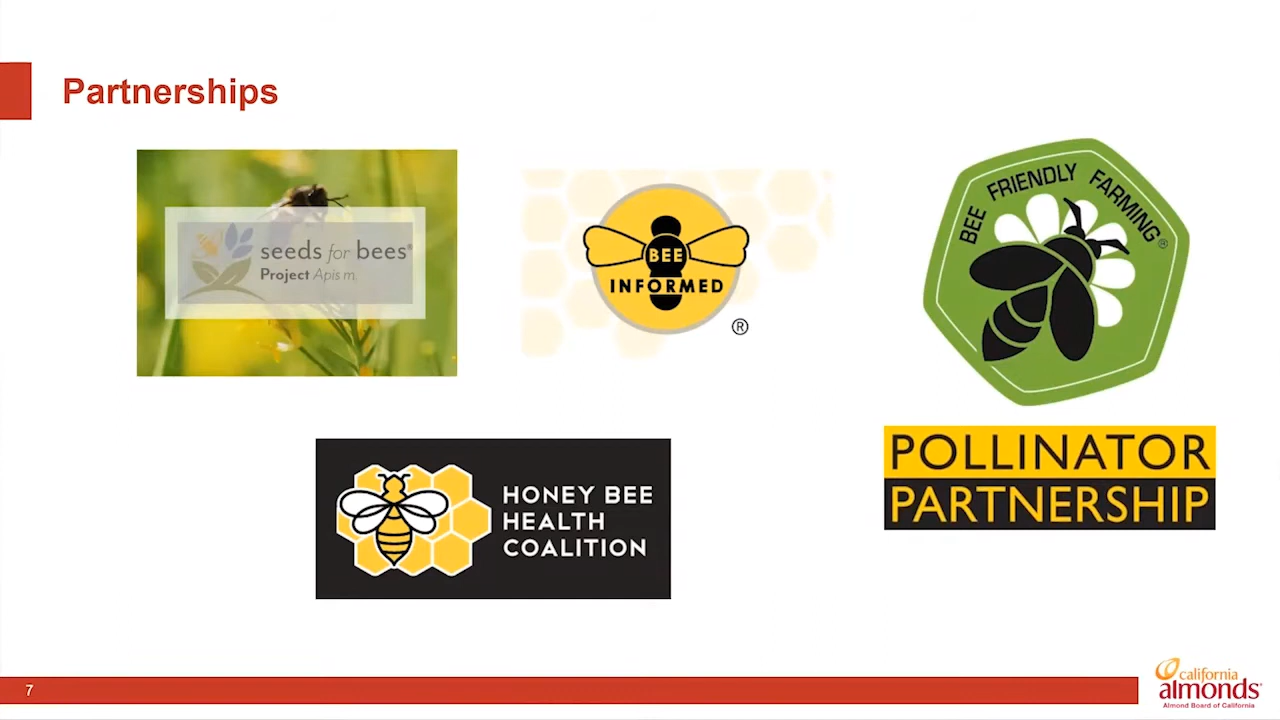 Partnerships
seeds for bees®
Project Apis m.
BEE
INFORMED
®
BEE FRIENDLY FARMING®
POLLINATOR
PARTNERSHIP
HONEY BEE
HEALTH
COALITION
7
california
almonds®
Almond Board of California